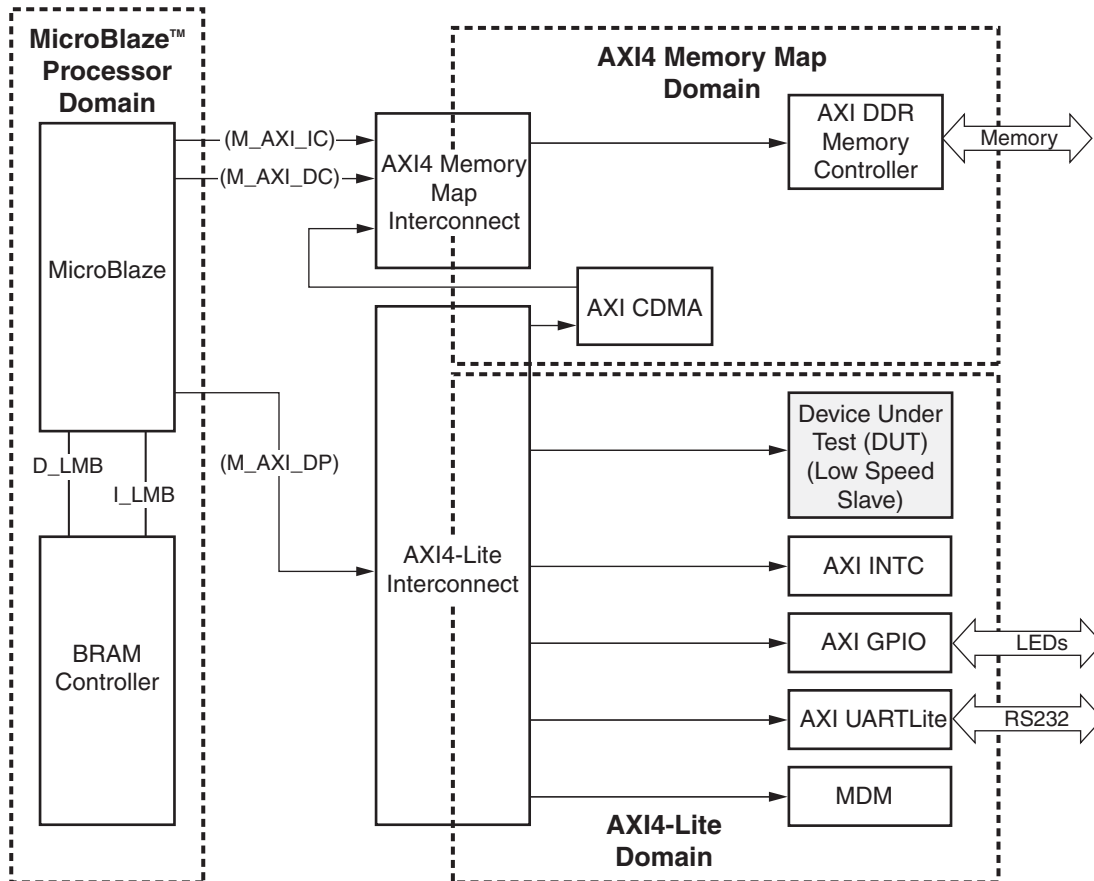 MicroBlaze™
Processor
Domain
MicroBlaze
D_LMB
I_LMB
BRAM
Controller
(M_AXI_IC)
(M_AXI_DC)
(M_AXI_DP)
AXI4 Memory
Map
Interconnect
AXI4-Lite
Interconnect
AXI4 Memory Map
Domain
AXI DDR
Memory
Controller
Memory
AXI CDMA
Device Under
Test (DUT)
(Low Speed
Slave)
AXI INTC
AXI GPIO
LEDs
AXI UARTLite
RS232
MDM
AXI4-Lite
Domain